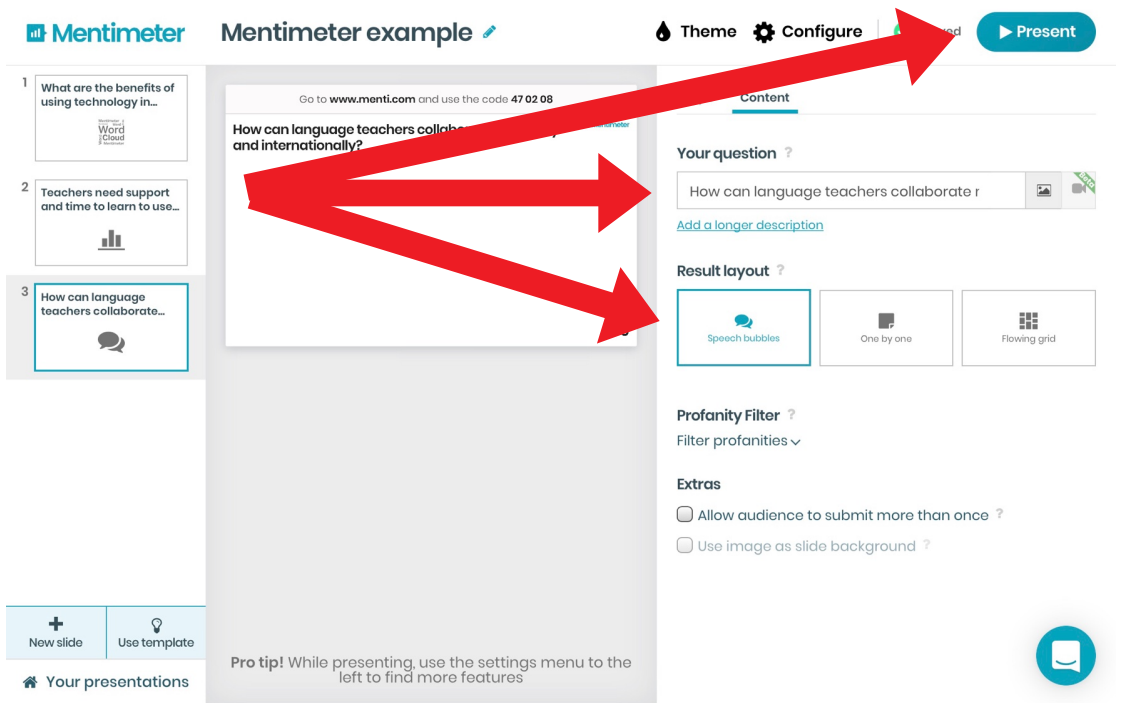 Mentimeter
Mentimeter example
Theme
Configure
Present
1
What are the benefits of
using technology in...
Word
Cloud
2
Teachers need support
and time to learn to use...
3
How can language
teachers collaborate...
New slide
Use template
Your presentations
Go to www.menti.com and use the code 47 02 08
How can language teachers
and internationally?
Pro tip! While presenting, use the settings menu to the
left to find more features
Content
Your question ?
How can language teachers collaborate r
Beta
Add a longer description
Result layout ?
Speech bubbles
One by one
Flowing grid
Profanity Filter ?
Filter profanities
Extras
Allow audience to submit more than once ?
Use image as slide background ?